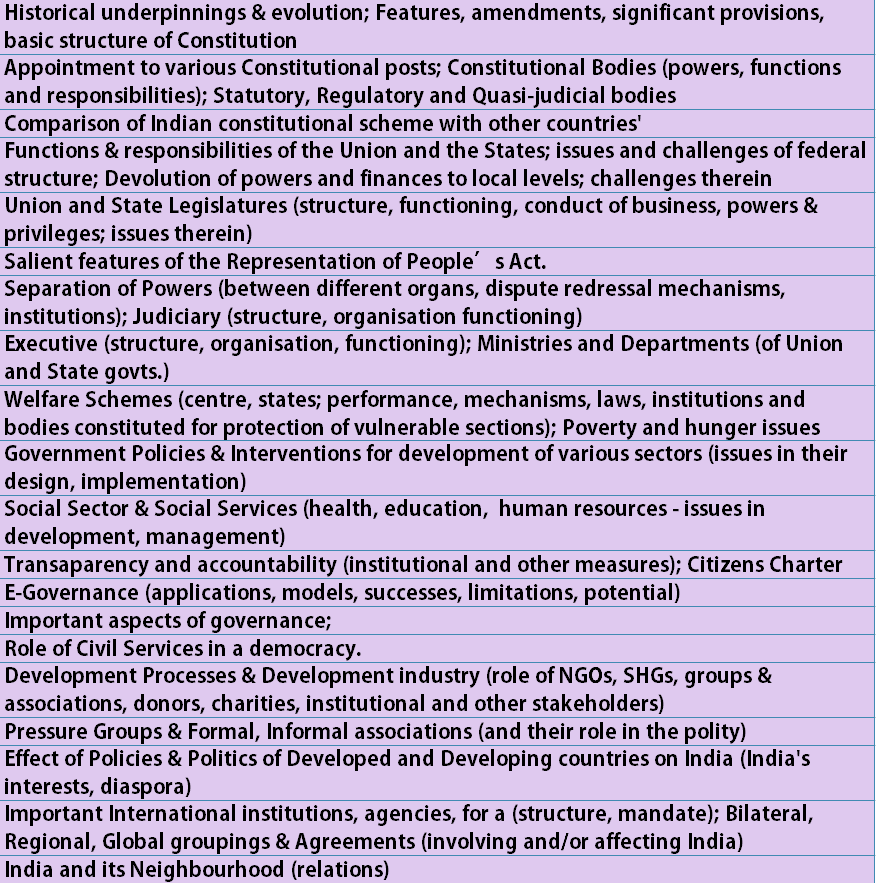 Historical underpinnings & evolution; Features, amendments, significant provisions,
basic structure of Constitution
Appointment to various Constitutional posts; Constitutional Bodies (powers, functions
and responsibilities); Statutory, Regulatory and Quasi-judicial bodies
Comparison of Indian constitutional scheme with other countries'
Functions & responsibilities of the Union and the States; issues and challenges of federal
structure; Devolution of powers and finances to local levels; challenges therein
Union and State Legislatures (structure, functioning, conduct of business, powers &
privileges; issues therein)
Salient features of the Representation of People′ s Act.
Separation of Powers (between different organs, dispute redressal mechanisms,
institutions); Judiciary (structure, organisation functioning)
Executive (structure, organisation, functioning); Ministries and Departments (of Union
and State govts.)
Welfare Schemes (centre, states; performance, mechanisms, laws, institutions and
bodies constituted for protection of vulnerable sections); Poverty and hunger issues
Government Policies & Interventions for development of various sectors (issues in their
design, implementation)
Social Sector & Social Services (health, education, human resources - issues in
development, management)
Transaparency and accountability (institutional and other measures); Citizens Charter
E-Governance (applications, models, successes, limitations, potential)
Important aspects of governance;
Role of Civil Services in a democracy.
Development Processes & Development industry (role of NGOs, SHGs, groups &
associations, donors, charities, institutional and other stakeholders)
Pressure Groups & Formal, Informal associations (and their role in the polity)
Effect of Policies & Politics of Developed and Developing countries on India (India's
interests, diaspora)
Important International institutions, agencies, for a (structure, mandate); Bilateral,
Regional, Global groupings & Agreements (involving and/or affecting India)
India and its Neighbourhood (relations)